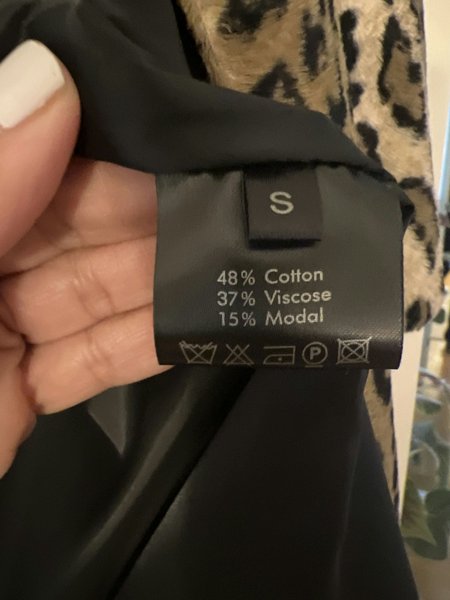 S
48% Cotton
37% Viscose
15% Modal
P